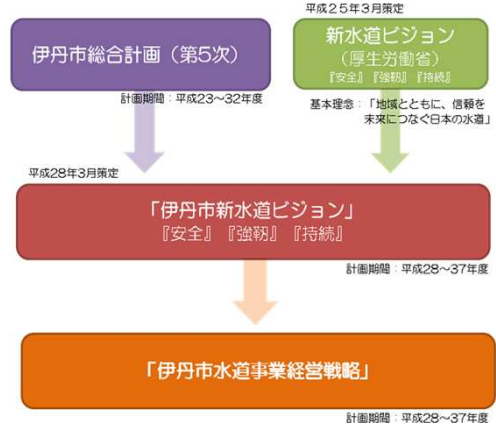 平成25年3月策定
伊丹市総合計画（第5次）
新水道ビジョン
（厚生労働省）
『安全』『強靭』『持続』
計画期間：平成23～32年度
基本理念：「地域とともに、信頼を
未来につなぐ日本の水道」
平成28年3月策定
「伊丹市新水道ビジョン」
『安全』『強靭』『持続』
計画期間：平成28～37年度
「伊丹市水道事業経営戦略」
計画期間：平成28～37年度